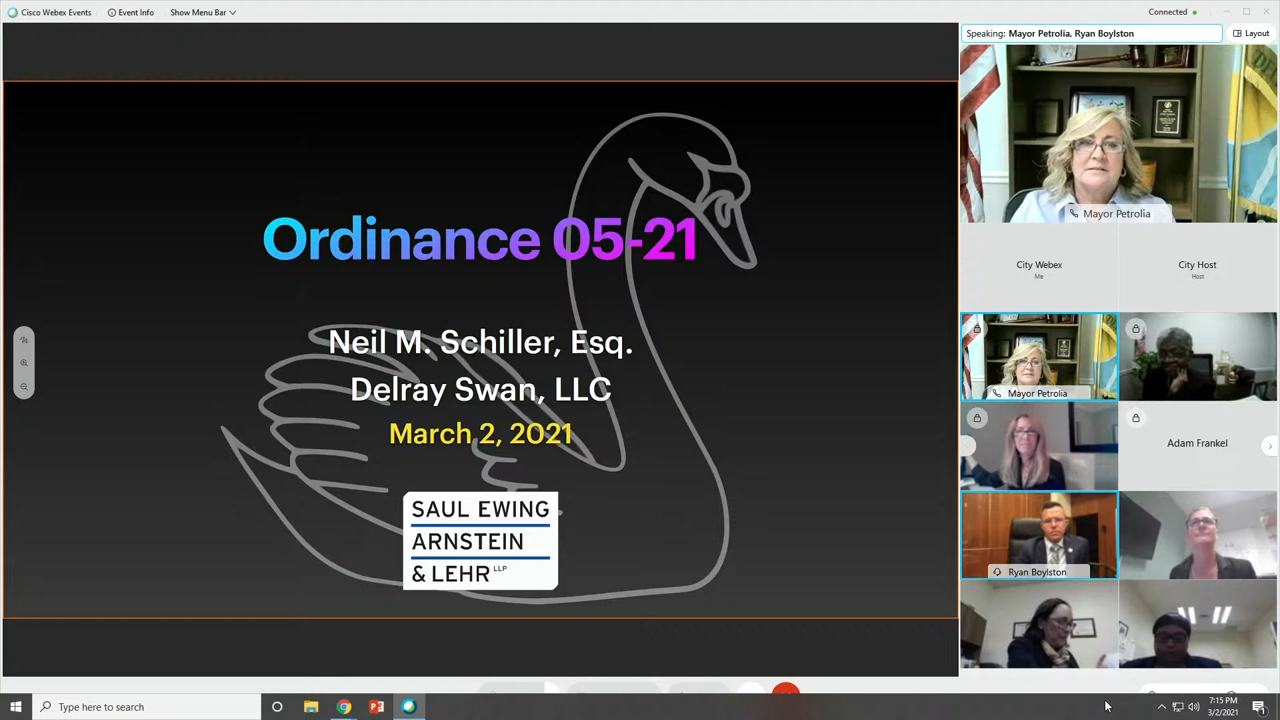 Cisco Webex Events
Event Info
Show Menu Bar
Connected
Speaking: Mayor Petrolia, Ryan Boylston
Layout
Mayor Petrolia
City Webex
Me
City Host
Host
Mayor Petrolia
Adam Frankel
Ryan Boylston
Ordinance 05-21
Neil M. Schiller, Esq.
Delray Swan, LLC
March 2, 2021
SAUL EWING
ARNSTEIN
& LEHR LLP
Type here to search
7:15 PM
3/2/2021